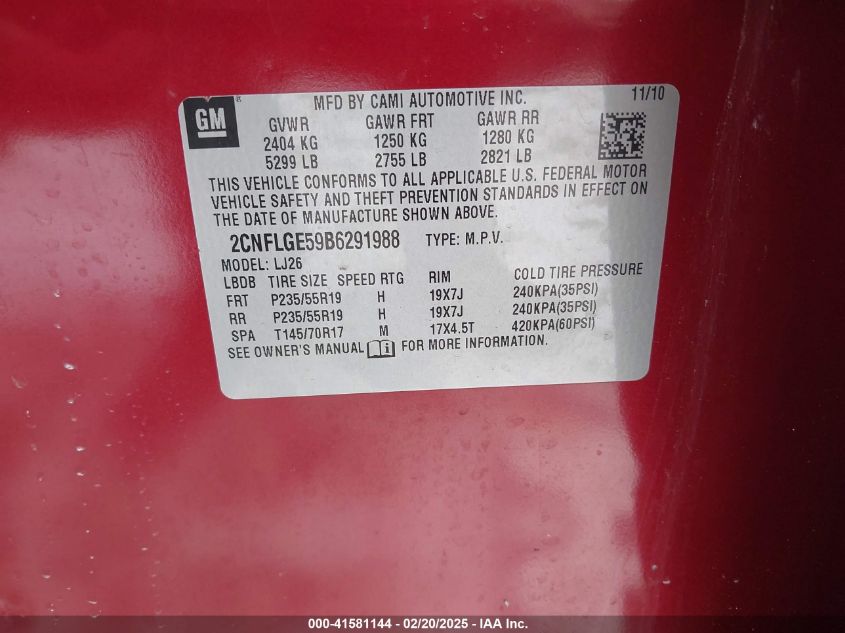 GM ® MFD BY CAMI AUTOMOTIVE INC. 11/10
GVWR GAWR FRT GAWR RR
2404 KG 1250 KG 1280 KG
5299 LB 2755 LB 2821 LB
THIS VEHICLE CONFORMS TO ALL APPLICABLE U.S. FEDERAL MOTOR
VEHICLE SAFETY AND THEFT PREVENTION STANDARDS IN EFFECT ON
THE DATE OF MANUFACTURE SHOWN ABOVE.
2CNFLGE59B6291988 TYPE: M.P.V.
MODEL: LJ26
LBDB TIRE SIZE SPEED RTG RIM COLD TIRE PRESSURE
FRT P235/55R19 H 19X7J 240KPA(35PSI)
RR P235/55R19 H 19X7J 240KPA(35PSI)
SPA T145/70R17 M 17X4.5T 420KPA(60PSI)
SEE OWNER'S MANUAL i FOR MORE INFORMATION.
000-41581144 / 02/20/2025 - IAA Inc.